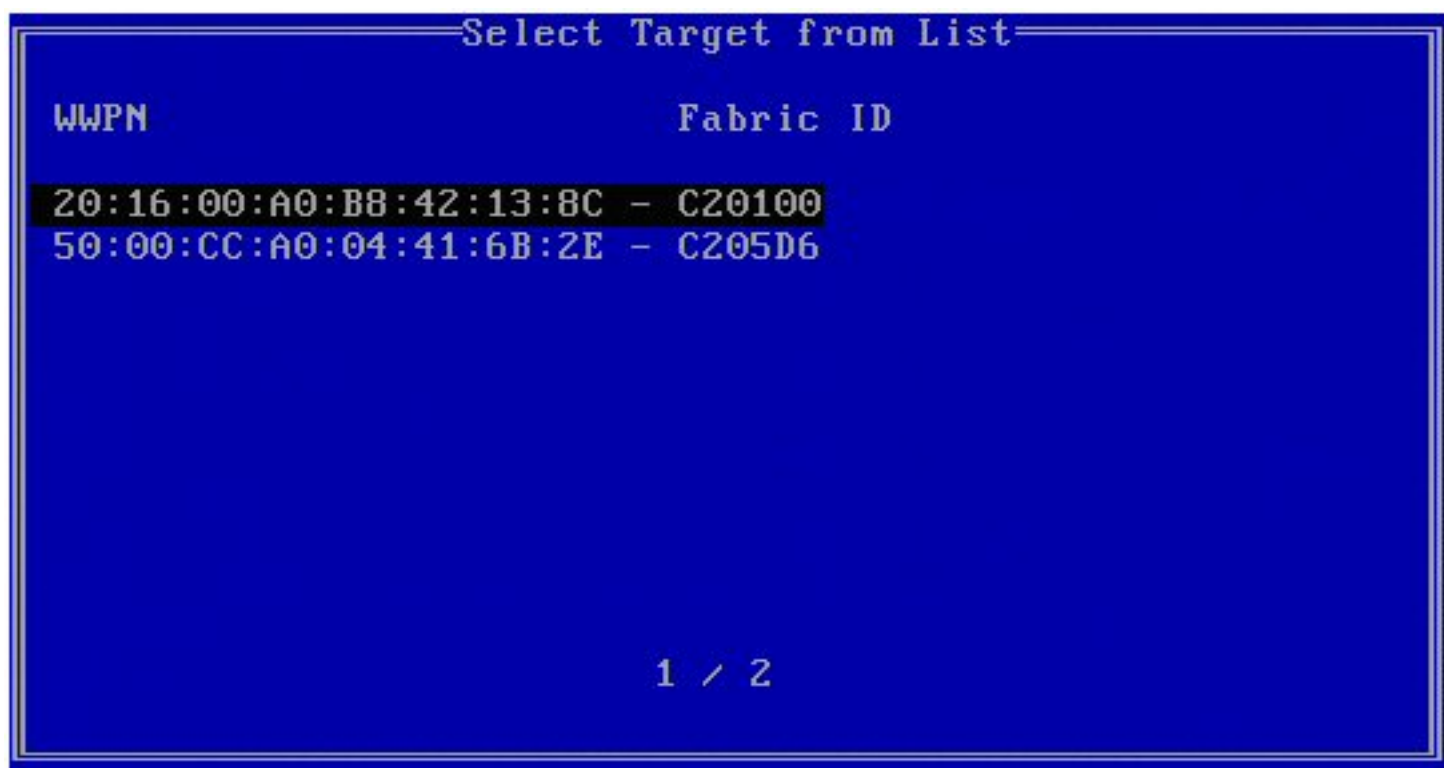 Select Target from List
WWPN Fabric ID
20:16:00:A0:B8:42:13:8C - C20100
50:00:CC:A0:04:41:6B:2E - C205D6
1 / 2